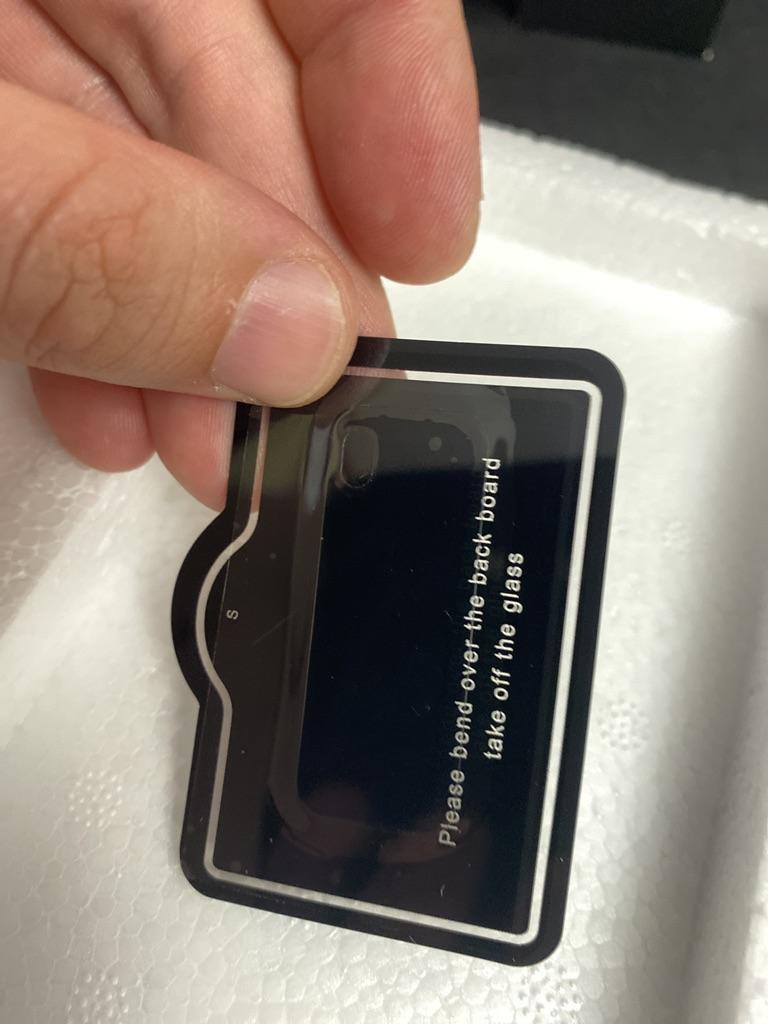 Please bend over the back board
take off the glass
S